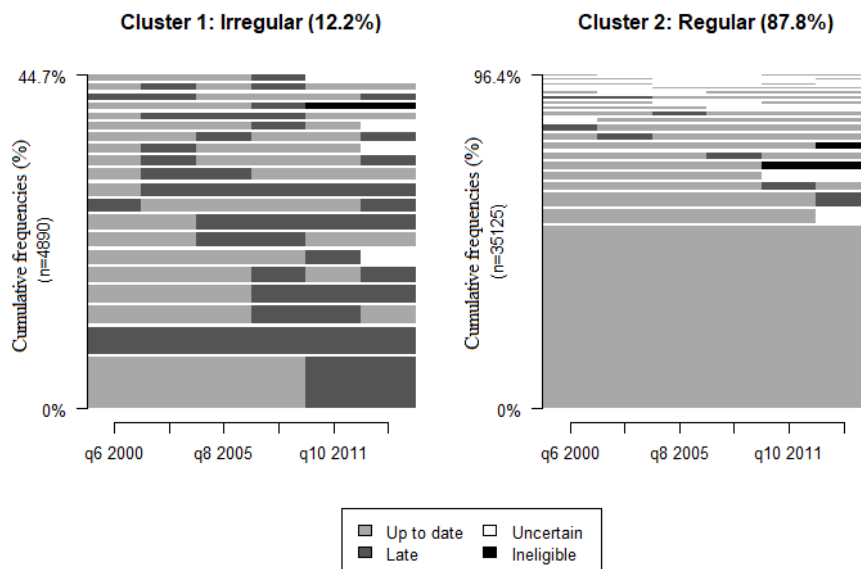 Cluster 1: Irregular (12.2%)
44.7%
Cumulative frequencies (%)
(n=4890)
0%
q6 2000
q8 2005
q10 2011
Cluster 2: Regular (87.8%)
96.4%
Cumulative frequencies (%)
(n=35125)
0%
q6 2000
q8 2005
q10 2011
Up to date
Uncertain
Late
Ineligible